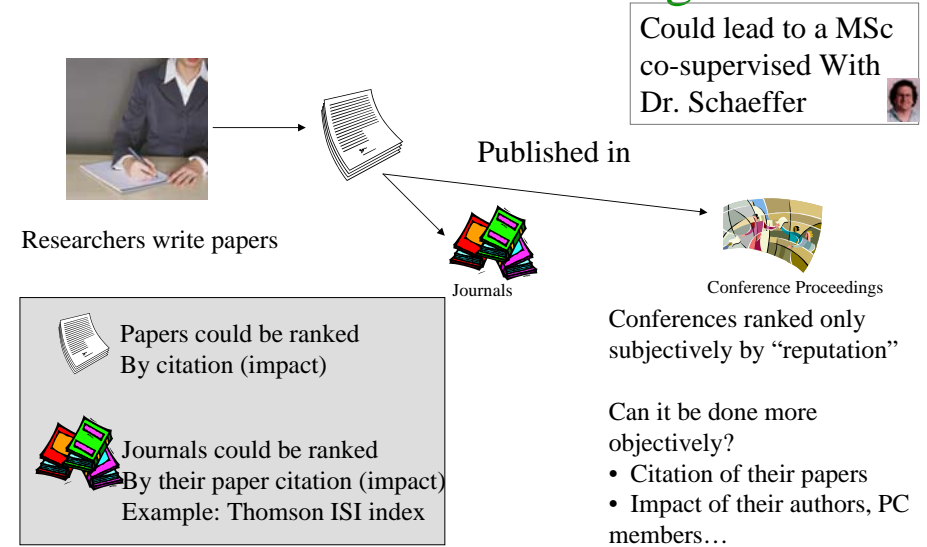 Could lead to a MSc
co-supervised With
Dr. Schaeffer
Published in
Researchers write papers
Journals
Conference Proceedings
Papers could be ranked
By citation (impact)
Journals could be ranked
By their paper citation (impact)
Example: Thomson ISI index
Conferences ranked only
subjectively by “reputation”
Can it be done more
objectively?
• Citation of their papers
• Impact of their authors, PC
members…